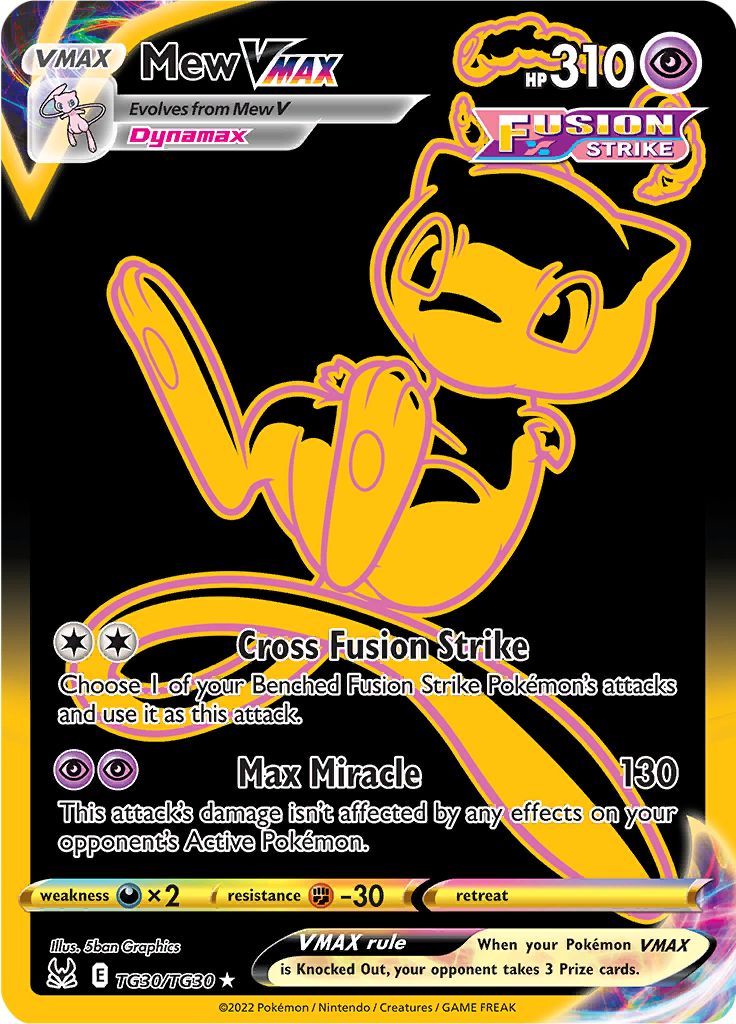 VMAX
Mew VMAX
HP 310
Evolves from Mew V
Dynamax
FUSION
STRIKE
Cross Fusion Strike
Choose 1 of your Benched Fusion Strike Pokémon's attacks
and use it as this attack.
Max Miracle 130
This attack's damage isn't affected by any effects on your
opponent's Active Pokémon.
weakness ×2 resistance -30 retreat
Illus. 5ban Graphics
VMAX rule When your Pokémon VMAX
is Knocked Out, your opponent takes 3 Prize cards.
E TG30/TG30 ★
©2022 Pokémon / Nintendo / Creatures / GAME FREAK